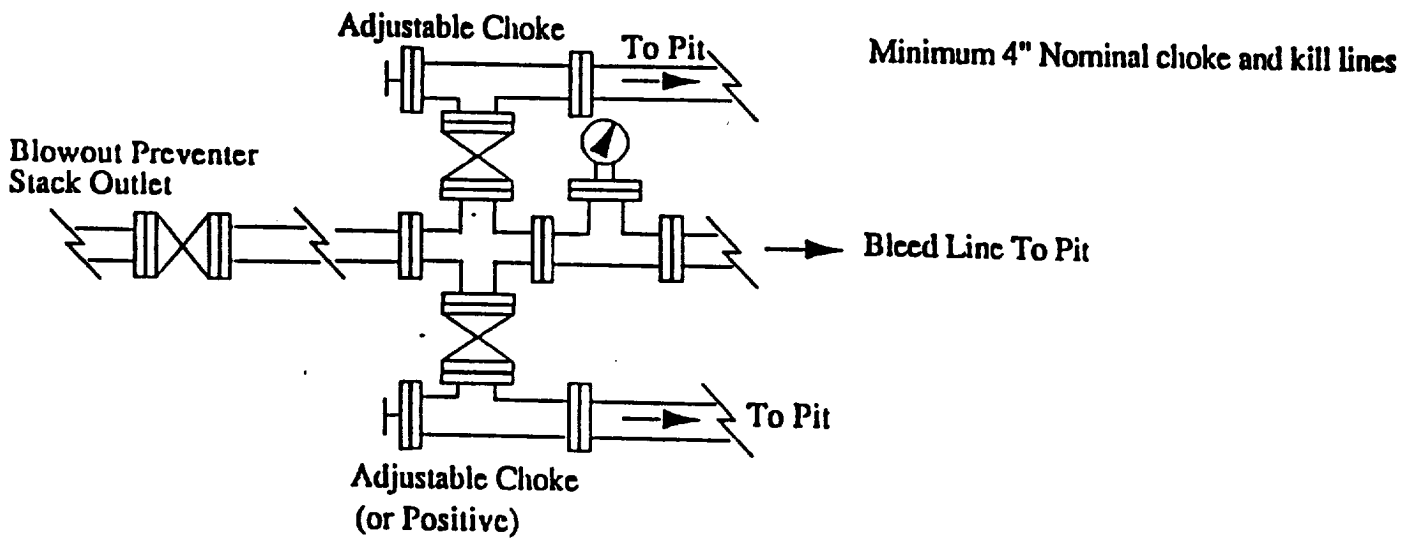 Adjustable Choke
To Pit
Minimum 4" Nominal choke and kill lines
Blowout Preventer
Stack Outlet
Bleed Line To Pit
To Pit
Adjustable Choke
(or Positive)